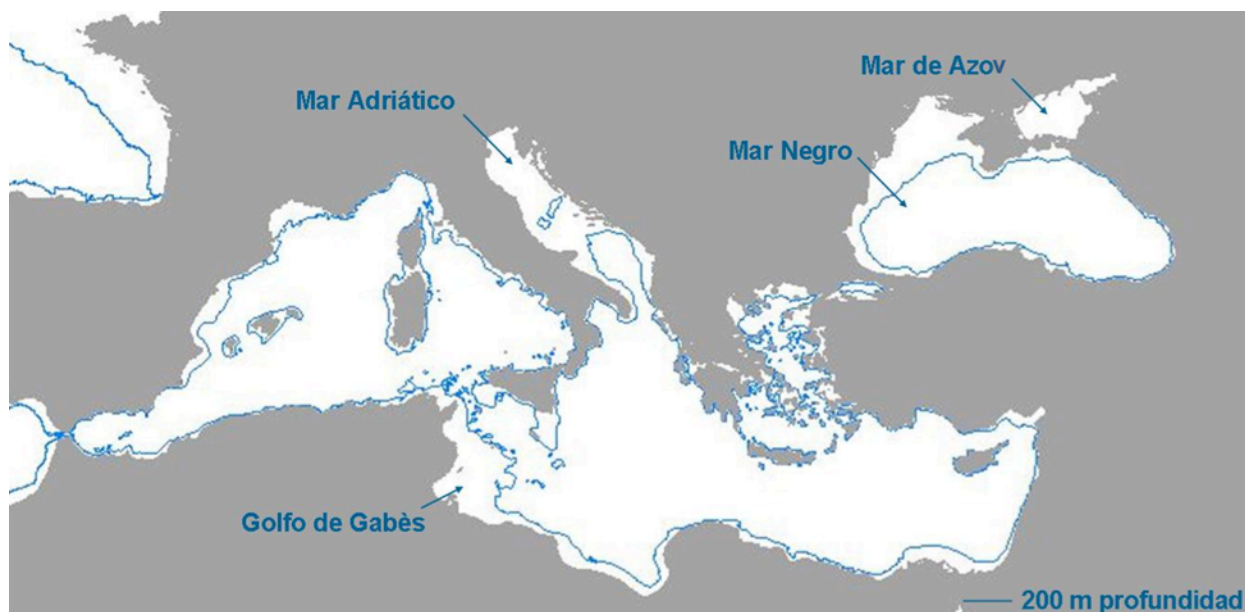 Mar de Azov
Mar Adriático
Mar Negro
Golfo de Gabès
200 m profundidad